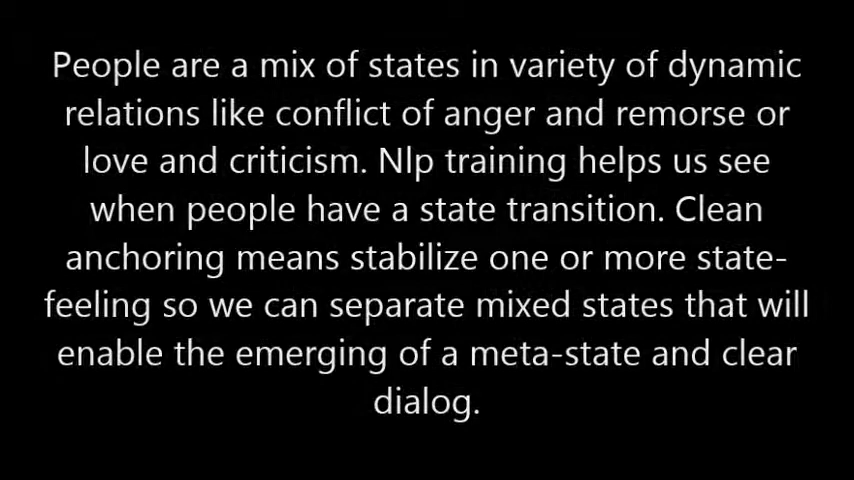 People are a mix of states in variety of dynamic
relations like conflict of anger and remorse or
love and criticism. Nlp training helps us see
when people have a state transition. Clean
anchoring means stabilize one or more state-
feeling so we can separate mixed states that will
enable the emerging of a meta-state and clear
dialog.